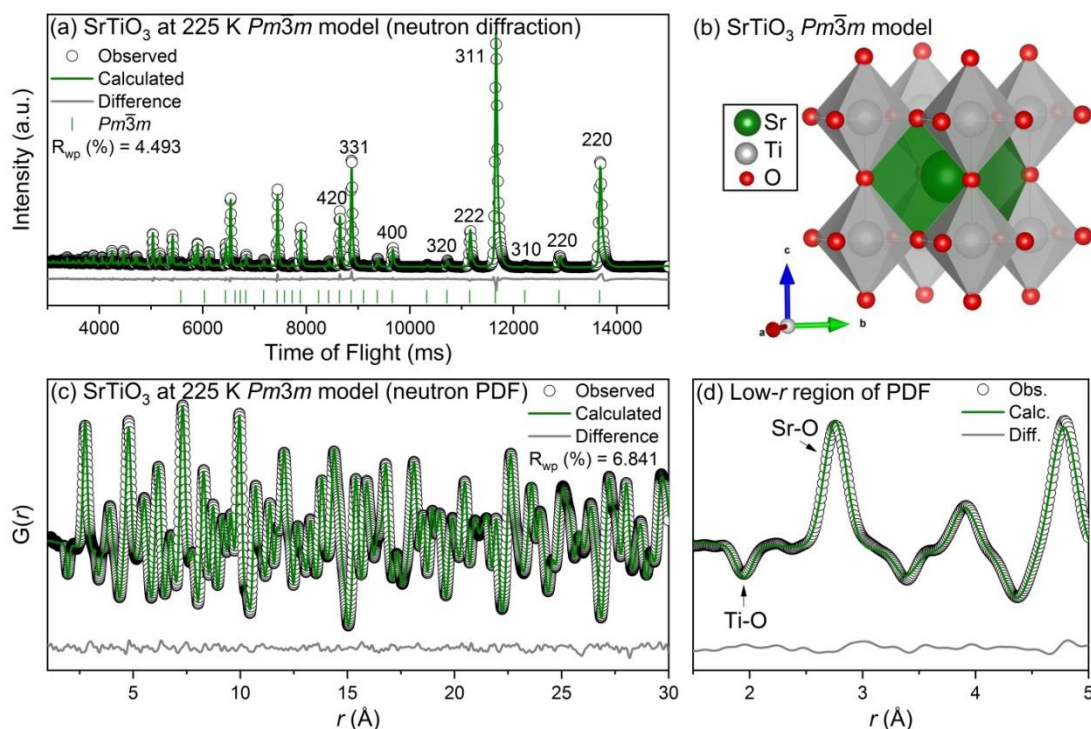 (a) SrTiO₃ at 225 K Pm3̅m model (neutron diffraction)
Observed
Calculated
Difference
Pm3̅m
Rwp (%) = 4.493
311
331
420
400
320
222
310
220
220
Intensity (a.u.)
4000 6000 8000 10000 12000 14000
Time of Flight (ms)
(b) SrTiO₃ Pm3̅m model
Sr
Ti
O
c
a
b
(c) SrTiO₃ at 225 K Pm3̅m model (neutron PDF)
Observed
Calculated
Difference
Rwp (%) = 6.841
G(r)
5 10 15 20 25 30
r (Å)
(d) Low-r region of PDF
Obs.
Calc.
Diff.
Sr-O
Ti-O
2 3 4 5
r (Å)